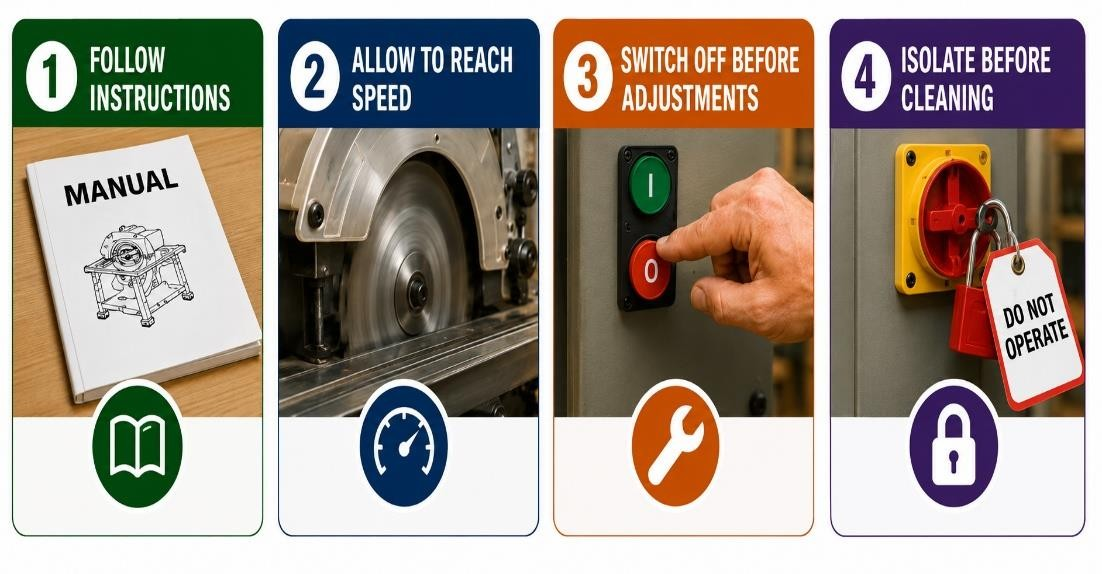 1 FOLLOW
INSTRUCTIONS
MANUAL
2 ALLOW TO REACH
SPEED
3 SWITCH OFF BEFORE
ADJUSTMENTS
I
O
4 ISOLATE BEFORE
CLEANING
DO NOT
OPERATE